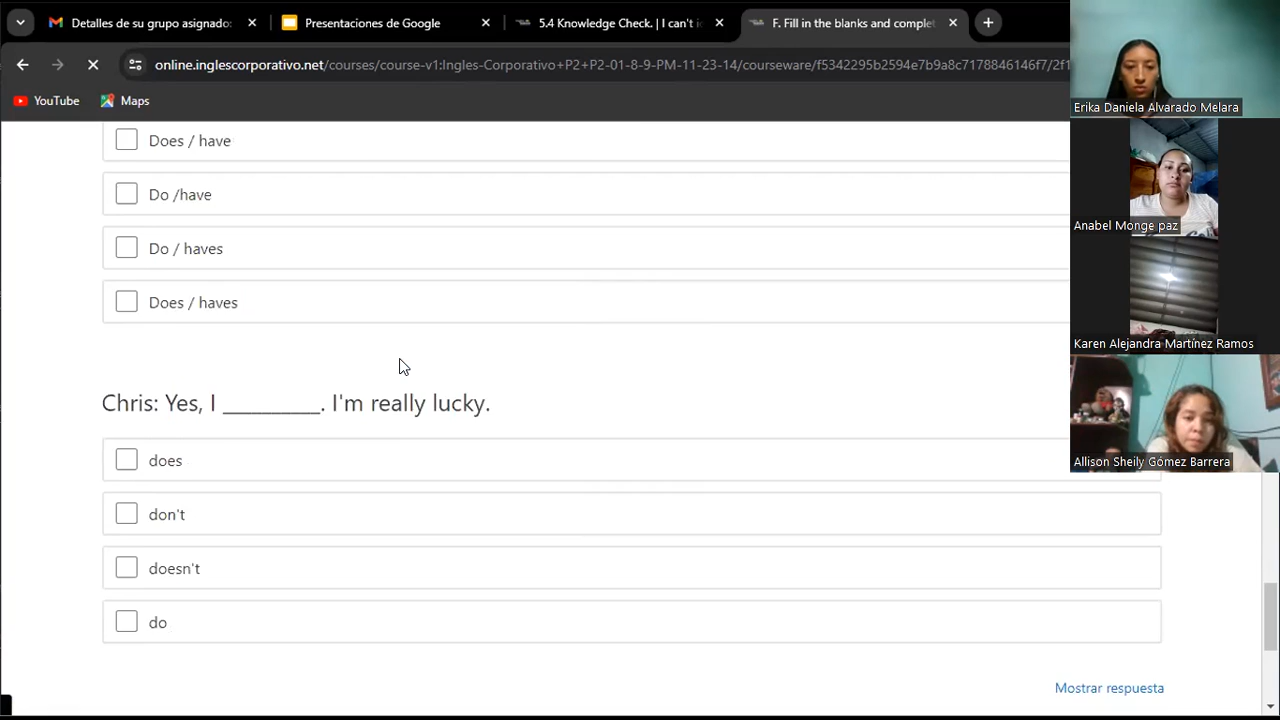 Detalles de su grupo asignado:
Presentaciones de Google
5.4 Knowledge Check. | I can't i
F. Fill in the blanks and complet
online.inglescorporativo.net/courses/course-v1:Ingles-Corporativo+P2+P2-01-8-9-PM-11-23-14/courseware/f5342295b2594e7b9a8c7178846146f7/2f1
YouTube
Maps
Does / have
Do /have
Do / haves
Does / haves
Chris: Yes, I __________. I'm really lucky.
does
don't
doesn't
do
Mostrar respuesta
Erika Daniela Alvarado Melara
Anabel Monge paz
Karen Alejandra Martínez Ramos
Allison Sheily Gómez Barrera